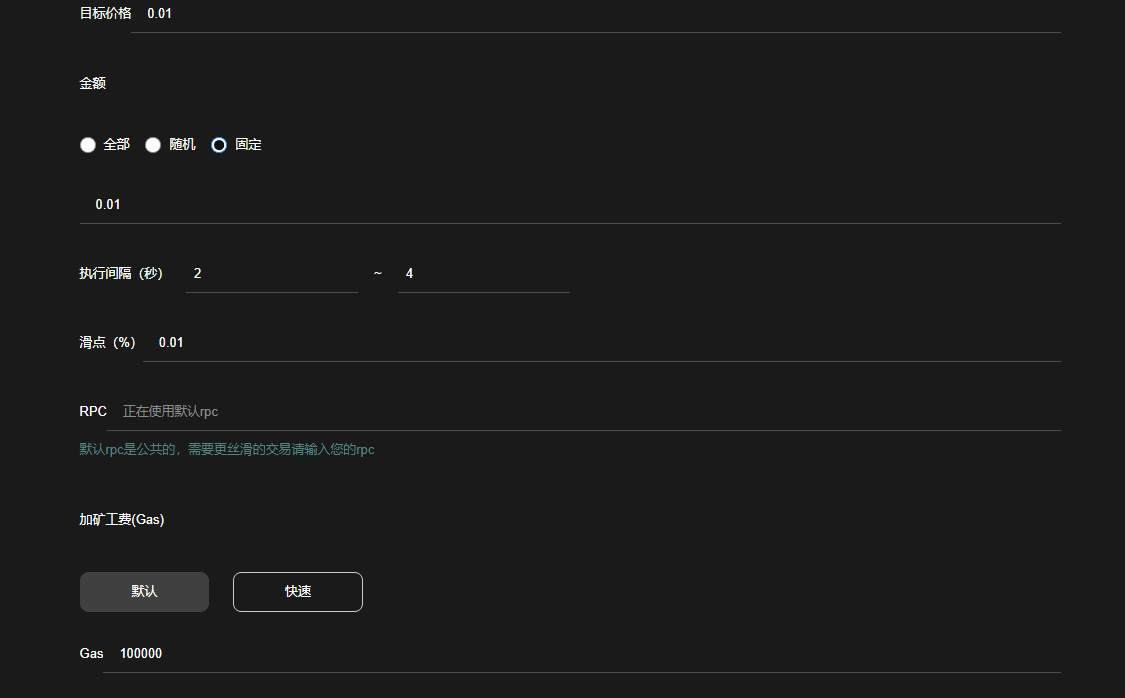 目标价格 0.01
金额
全部 随机 固定
0.01
执行间隔（秒） 2 ~ 4
滑点（%） 0.01
RPC 正在使用默认rpc
默认rpc是公共的，需要更丝滑的交易请输入您的rpc
加矿工费(Gas)
默认 快速
Gas 100000